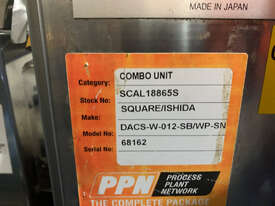 MADE IN JAPAN
Category: COMBO UNIT
Stock No: SCAL18865S
Make: SQUARE/ISHIDA
Model No: DACS-W-012-SB/WP-SN
Serial No: 68162
PPN PROCESS PLANT NETWORK
THE COMPLETE PACKAGE